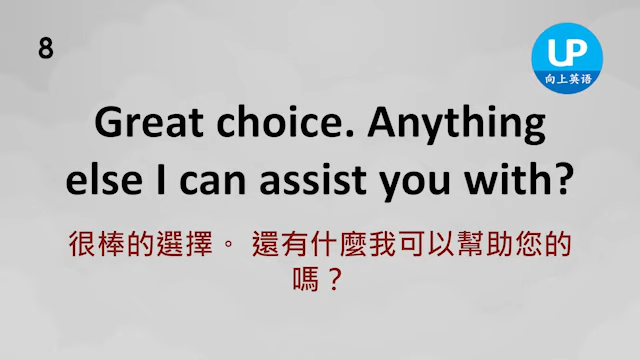 8
UP
向上英语
Great choice. Anything
else I can assist you with?
很棒的選擇。 還有什麼我可以幫助您的
嗎？